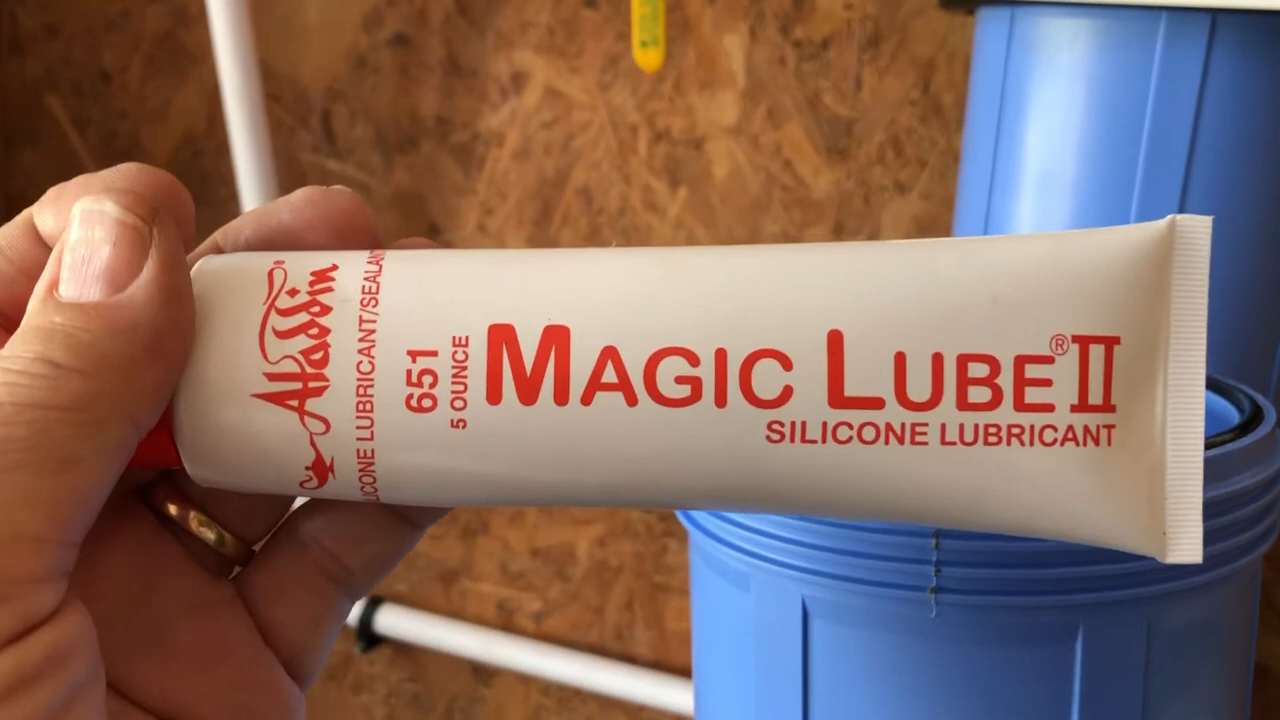 Aladdin
SILICONE LUBRICANT/SEALANT
651
5 OUNCE
MAGIC LUBE® II
SILICONE LUBRICANT